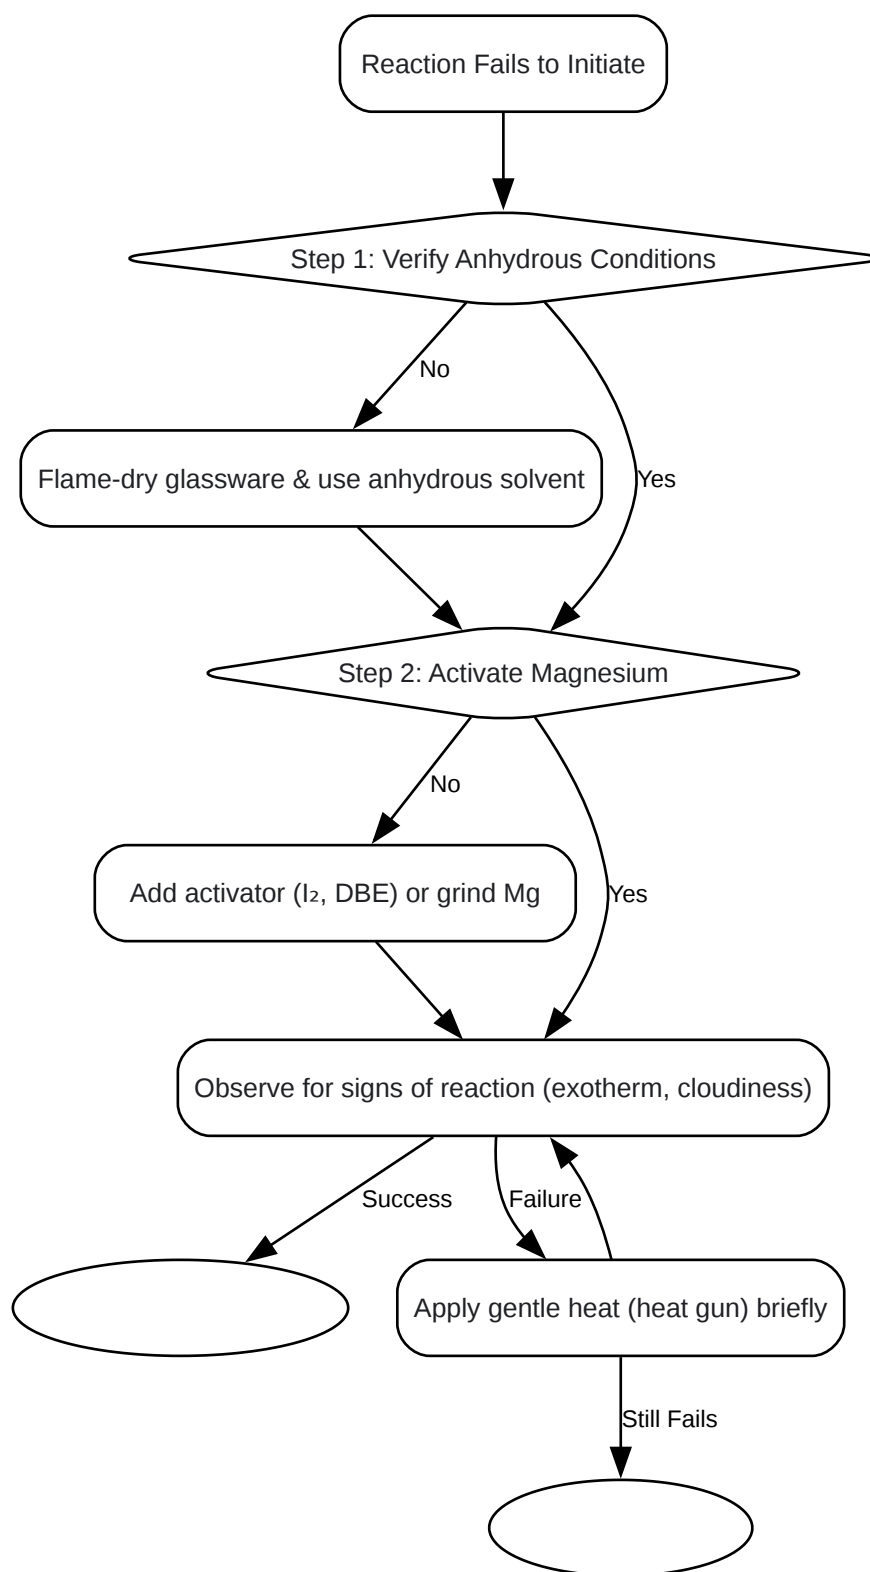 Reaction Fails to Initiate
Step 1: Verify Anhydrous Conditions
No
Flame-dry glassware & use anhydrous solvent
Yes
Step 2: Activate Magnesium
No
Add activator (I₂, DBE) or grind Mg
Yes
Observe for signs of reaction (exotherm, cloudiness)
Success
Failure
Apply gentle heat (heat gun) briefly
Still Fails